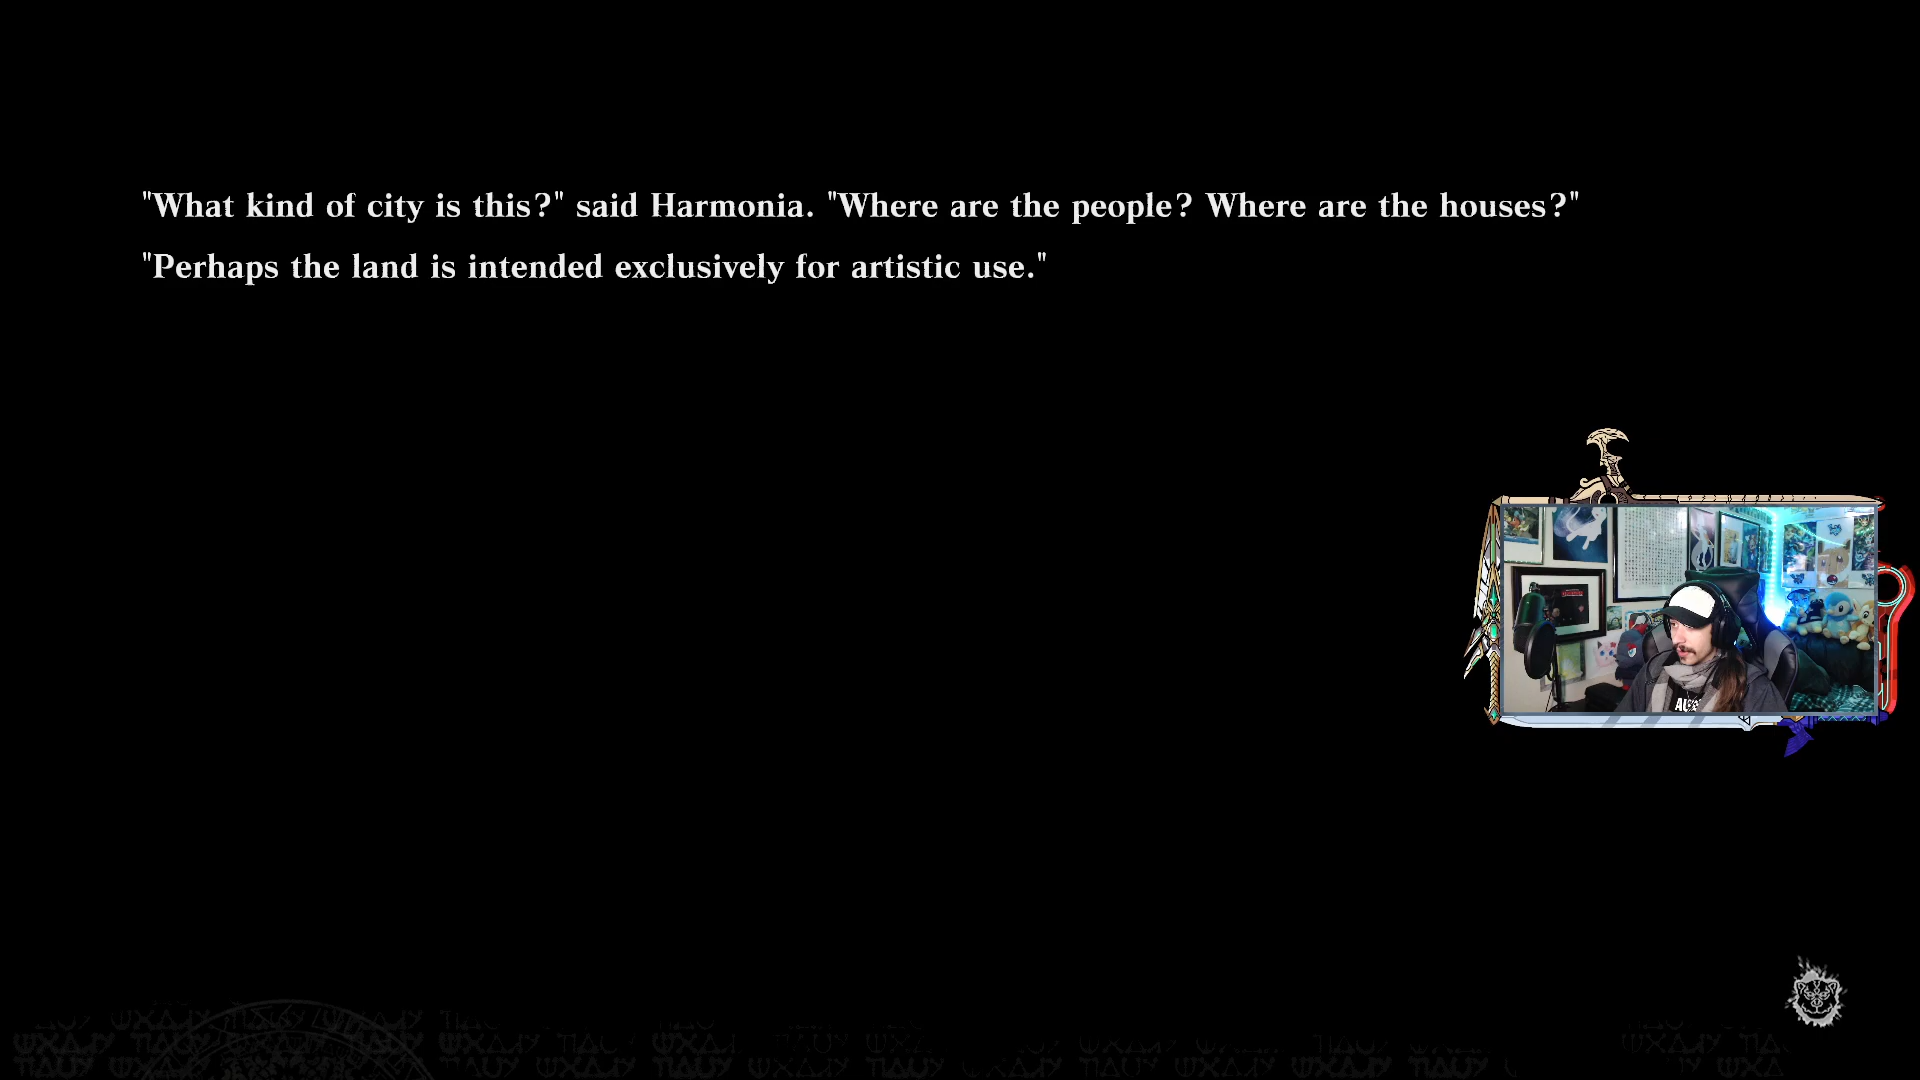 "What kind of city is this?" said Harmonia. "Where are the people? Where are the houses?"
"Perhaps the land is intended exclusively for artistic use."